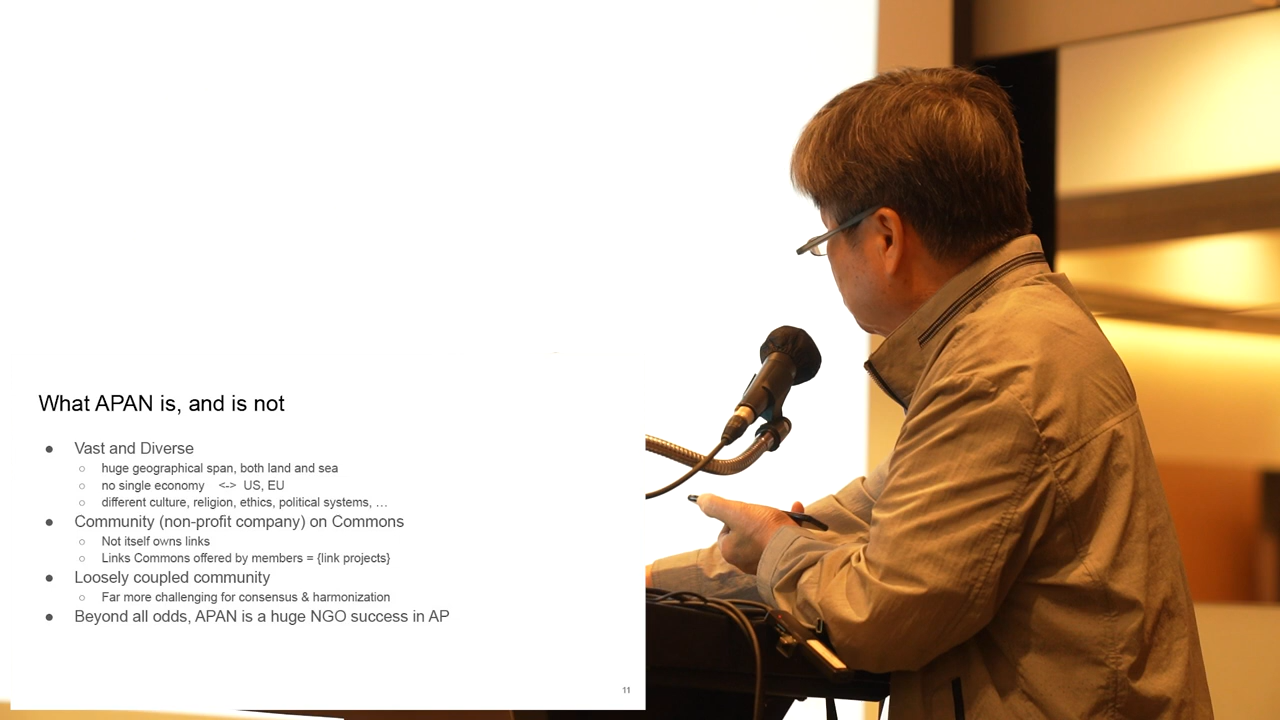 What APAN is, and is not
● Vast and Diverse
○ huge geographical span, both land and sea
○ no single economy <-> US, EU
○ different culture, religion, ethics, political systems, …
● Community (non-profit company) on Commons
○ Not itself owns links
○ Links Commons offered by members = {link projects}
● Loosely coupled community
○ Far more challenging for consensus & harmonization
● Beyond all odds, APAN is a huge NGO success in AP
11